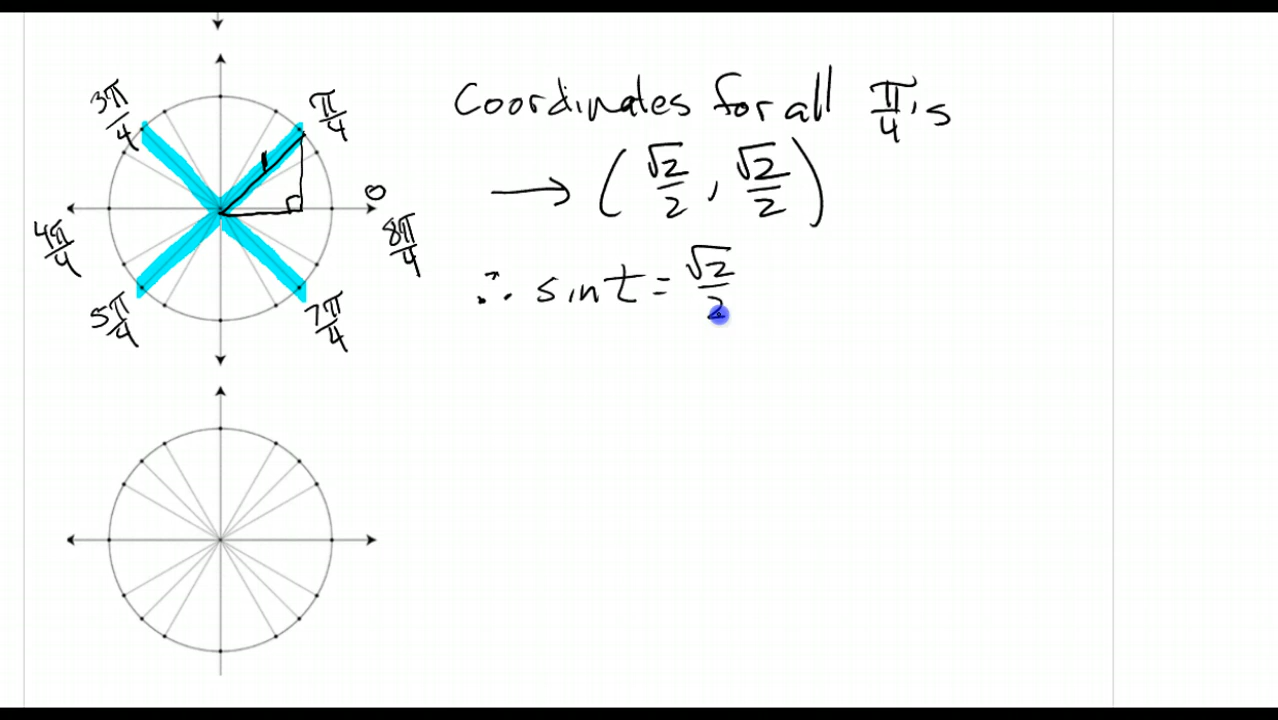 Coordinates for all π/4's
→ (√2/2, √2/2)
∴ sin t = √2/2
3π/4
π/4
1
0
4π/4
8π/4
5π/4
7π/4